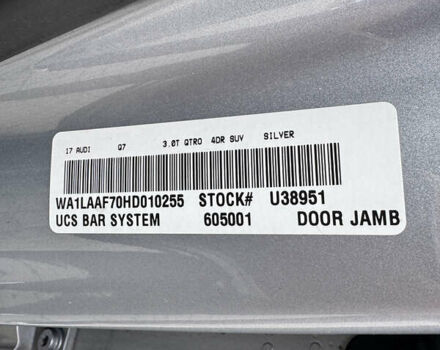 17 AUDI Q7 3.0T QTRO 4DR SUV SILVER
WA1LAAF70HD010255 STOCK# U38951
UCS BAR SYSTEM 605001 DOOR JAMB